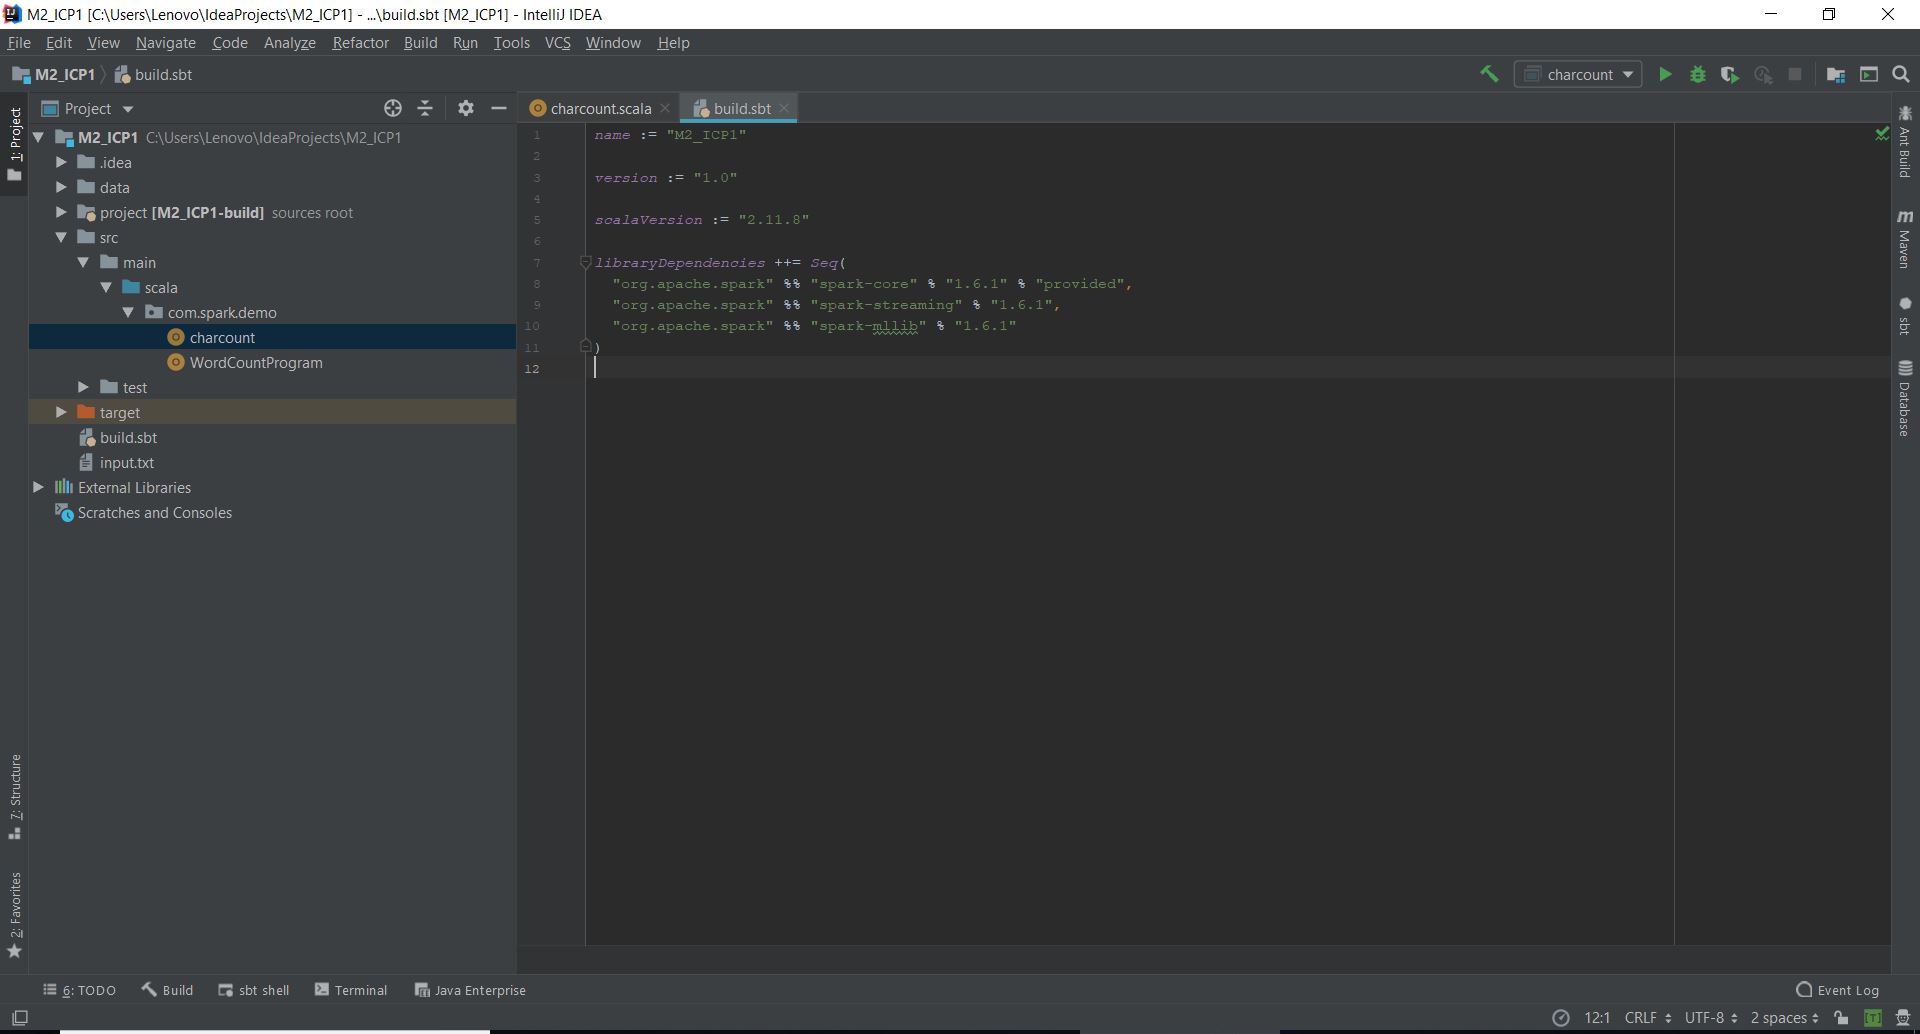 M2_ICP1 [C:\Users\Lenovo\IdeaProjects\M2_ICP1] - ...\build.sbt [M2_ICP1] - IntelliJ IDEA
File Edit View Navigate Code Analyze Refactor Build Run Tools VCS Window Help
M2_ICP1 build.sbt
charcount
Project
charcount.scala
build.sbt
1: Project
M2_ICP1 C:\Users\Lenovo\IdeaProjects\M2_ICP1
.idea
data
project [M2_ICP1-build] sources root
src
main
scala
com.spark.demo
charcount
WordCountProgram
test
target
build.sbt
input.txt
External Libraries
Scratches and Consoles
7: Structure
2: Favorites
1 name := "M2_ICP1"
2
3 version := "1.0"
4
5 scalaVersion := "2.11.8"
6
7 libraryDependencies ++= Seq(
8 "org.apache.spark" %% "spark-core" % "1.6.1" % "provided",
9 "org.apache.spark" %% "spark-streaming" % "1.6.1",
10 "org.apache.spark" %% "spark-mllib" % "1.6.1"
11 )
12
Ant Build
Maven
sbt
Database
6: TODO Build sbt shell Terminal Java Enterprise Event Log
12:1 CRLF UTF-8 2 spaces [T]